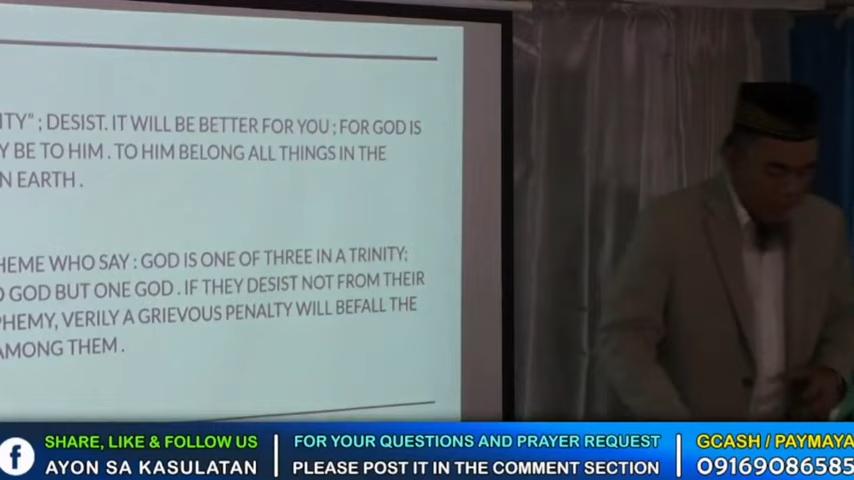 ITY" ; DESIST. IT WILL BE BETTER FOR YOU ; FOR GOD IS
Y BE TO HIM . TO HIM BELONG ALL THINGS IN THE
N EARTH .
HEME WHO SAY : GOD IS ONE OF THREE IN A TRINITY;
O GOD BUT ONE GOD . IF THEY DESIST NOT FROM THEIR
PHEMY, VERILY A GRIEVOUS PENALTY WILL BEFALL THE
AMONG THEM .
f SHARE, LIKE & FOLLOW US
AYON SA KASULATAN
FOR YOUR QUESTIONS AND PRAYER REQUEST
PLEASE POST IT IN THE COMMENT SECTION
GCASH / PAYMAYA
09169086585